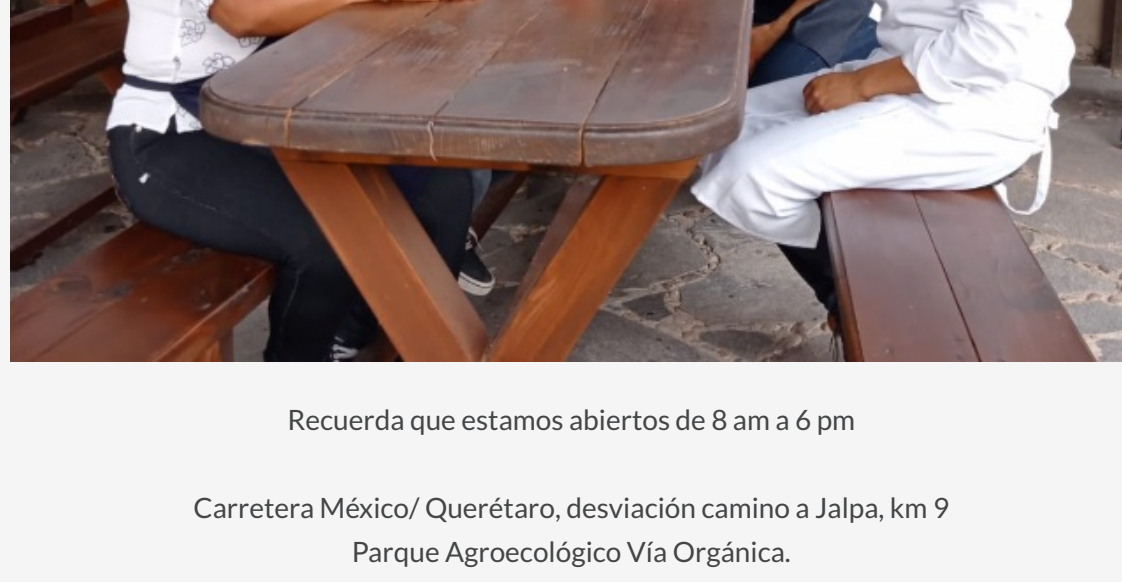 Recuerda que estamos abiertos de 8 am a 6 pm
Carretera México/ Querétaro, desviación camino a Jalpa, km 9
Parque Agroecológico Vía Orgánica.